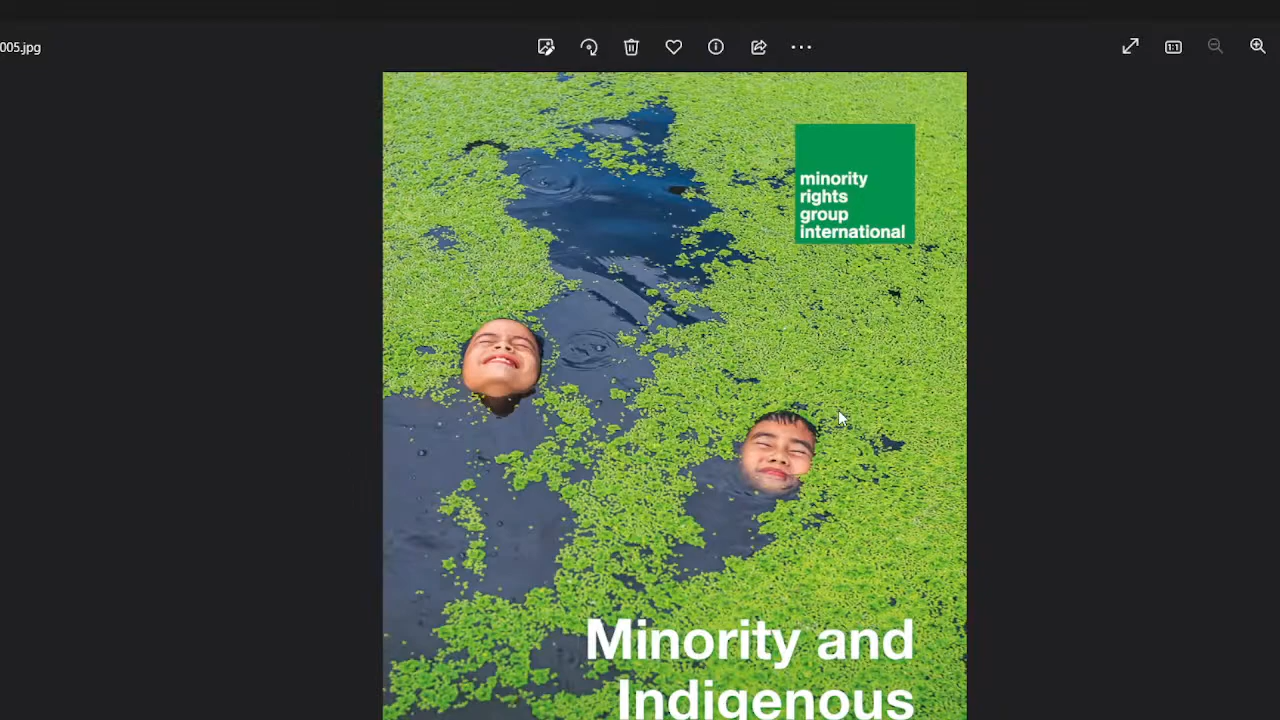 005.jpg
minority
rights
group
international
Minority and
Indigenous